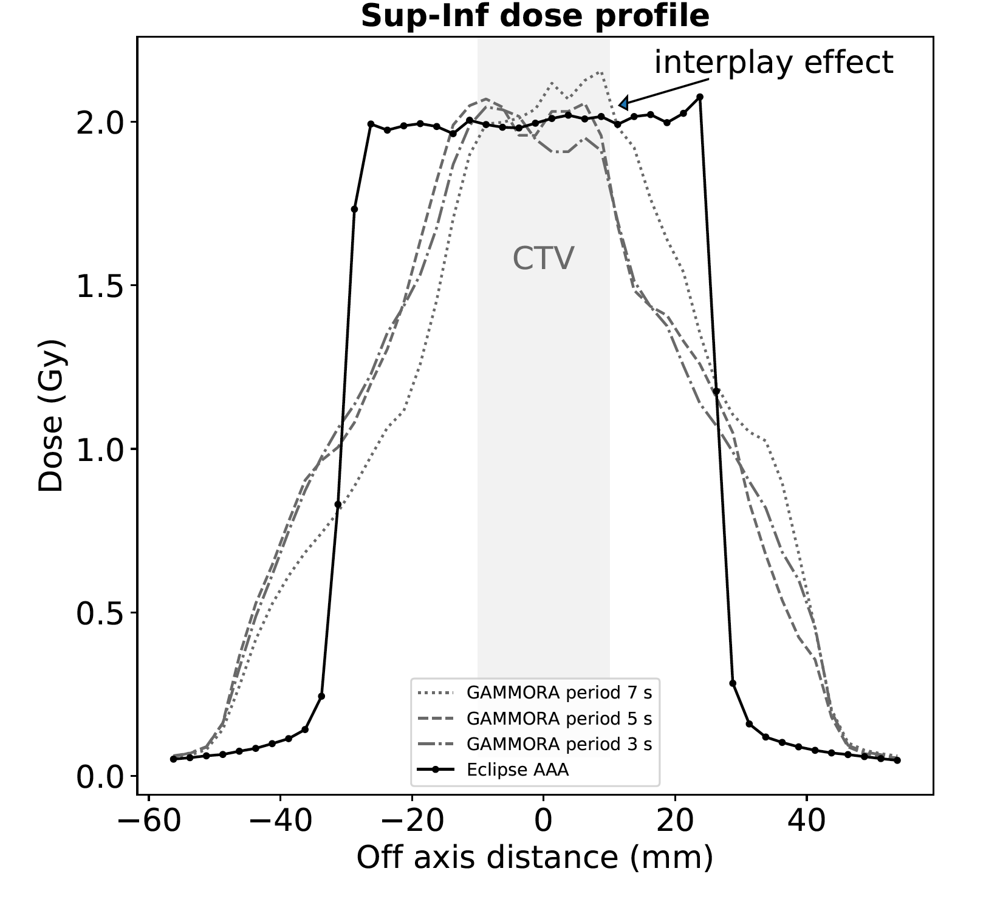 Sup-Inf dose profile
interplay effect
2.0
1.5
1.0
0.5
0.0
Dose (Gy)
CTV
GAMMORA period 7 s
GAMMORA period 5 s
GAMMORA period 3 s
Eclipse AAA
−60 −40 −20 0 20 40
Off axis distance (mm)